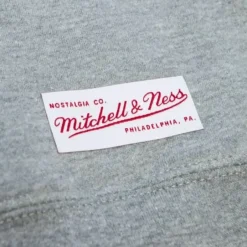 NOSTALGIA CO.
Mitchell & Ness
PHILADELPHIA, PA.